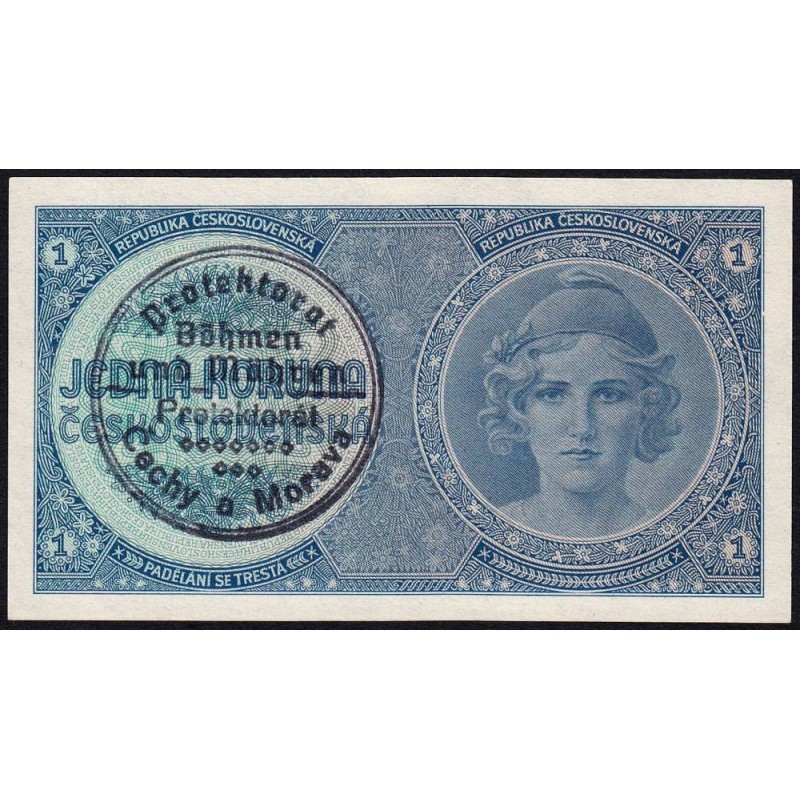 REPUBLIKA ČESKOSLOVENSKÁ
REPUBLIKA ČESKOSLOVENSKÁ
1
1
Protektorat
Böhmen
und Mähren
JEDNA KORUNA
Protektorát
ČESKOSLOVENSKÁ
Čechy a Morava
1
1
PADĚLÁNÍ SE TRESTÁ